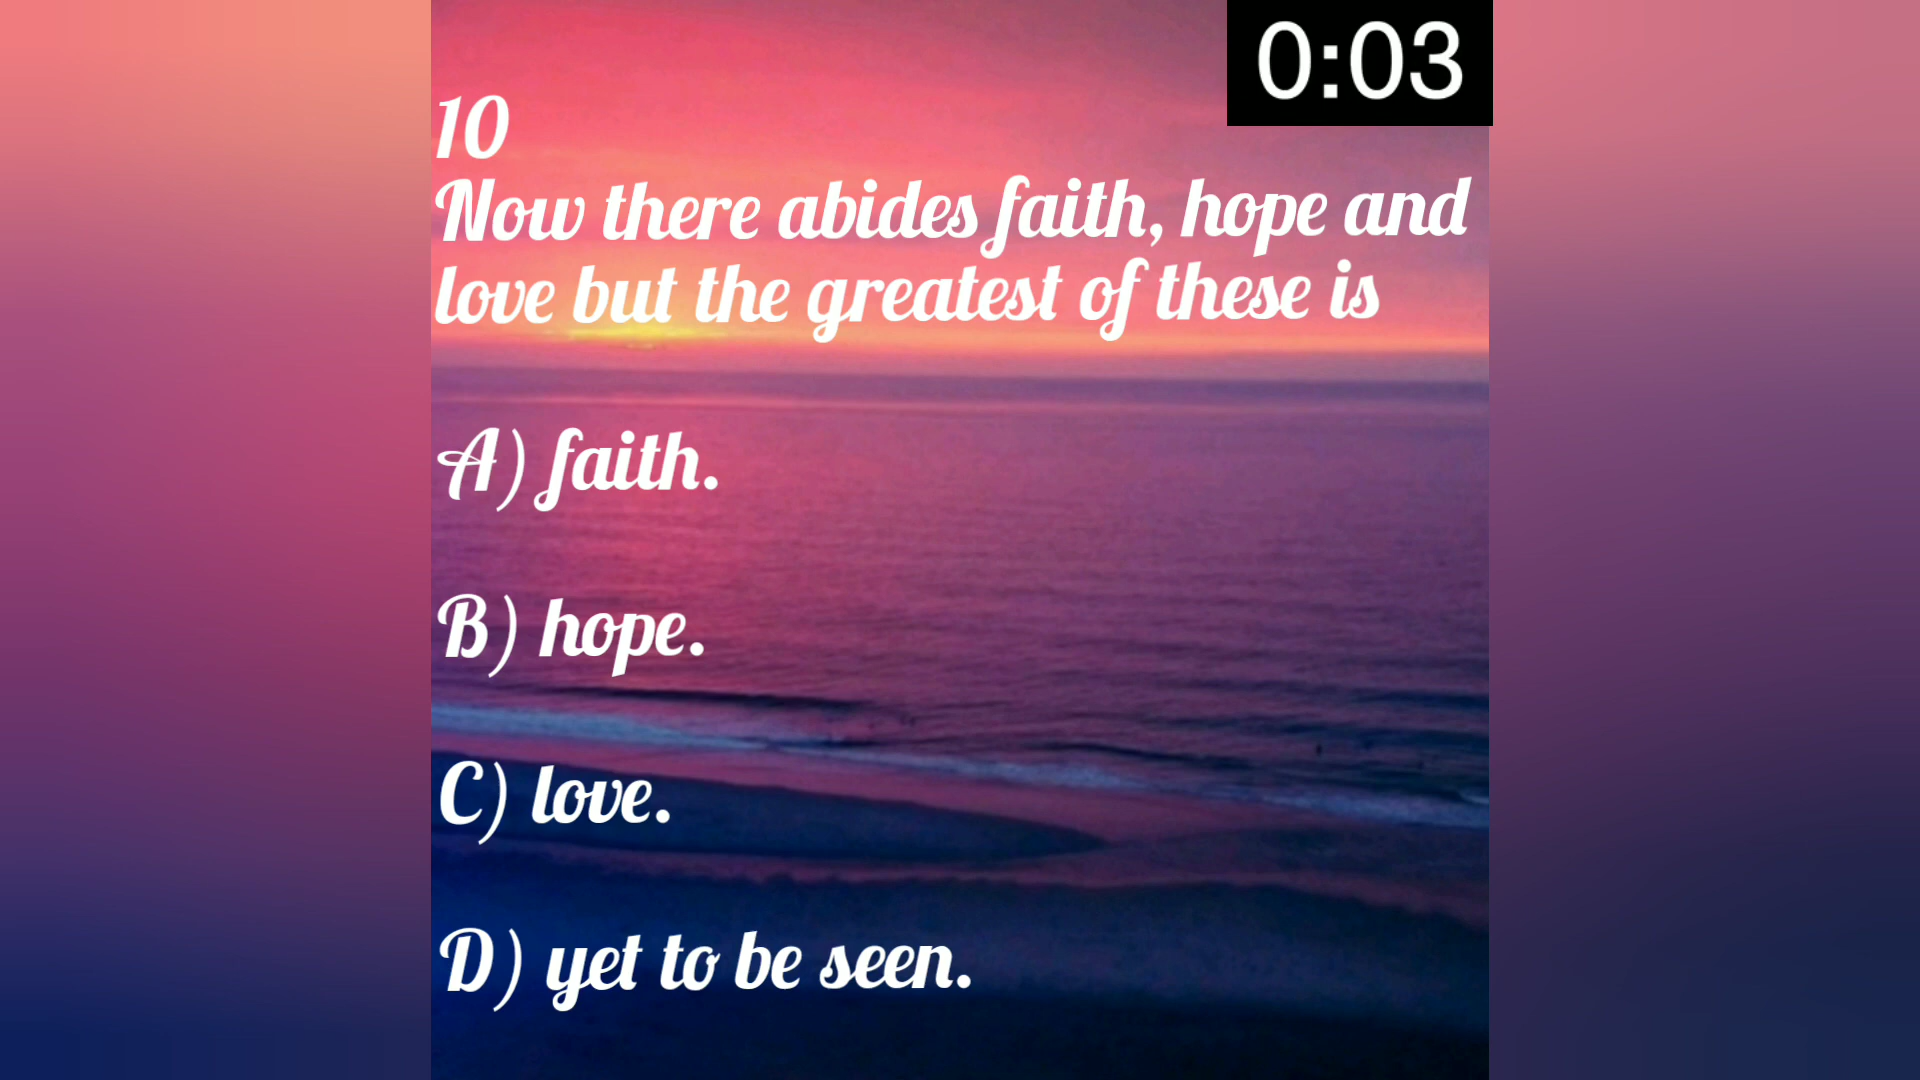 0:03
10
Now there abides faith, hope and
love but the greatest of these is
A) faith.
B) hope.
C) love.
D) yet to be seen.